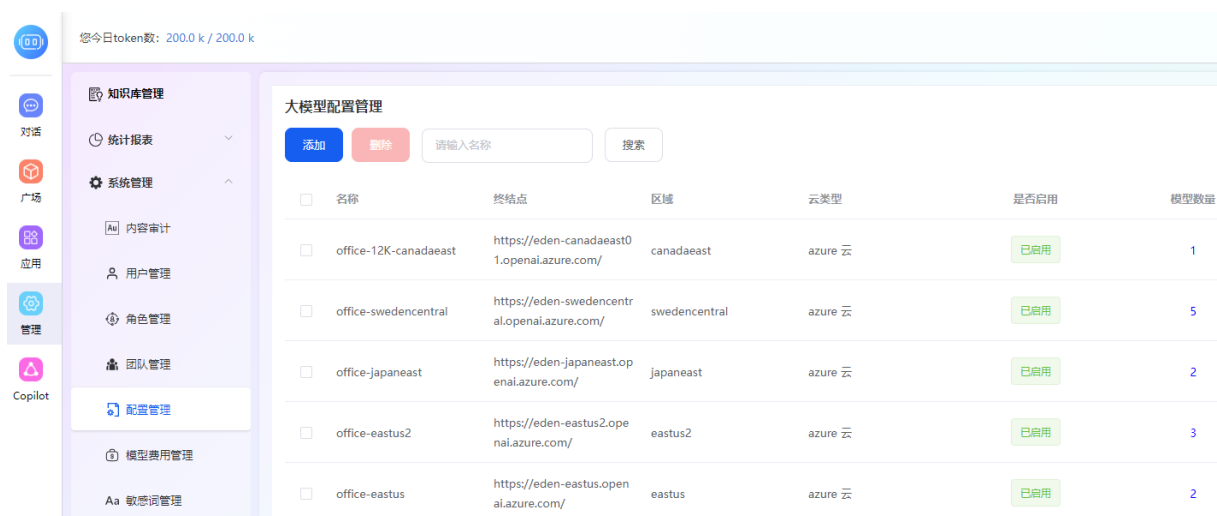 您今日token数：200.0 k / 200.0 k
对话
广场
应用
管理
Copilot
知识库管理
统计报表
系统管理
Au 内容审计
用户管理
角色管理
团队管理
配置管理
模型费用管理
Aa 敏感词管理
大模型配置管理
添加 删除 请输入名称 搜索
名称 终结点 区域 云类型 是否启用 模型数量
office-12K-canadaeast https://eden-canadaeast0 canadaeast azure 云 已启用 1
1.openai.azure.com/
office-swedencentral https://eden-swedencentr swedencentral azure 云 已启用 5
al.openai.azure.com/
office-japaneast https://eden-japaneast.op japaneast azure 云 已启用 2
enai.azure.com/
office-eastus2 https://eden-eastus2.ope eastus2 azure 云 已启用 3
nai.azure.com/
office-eastus https://eden-eastus.open eastus azure 云 已启用 2
ai.azure.com/